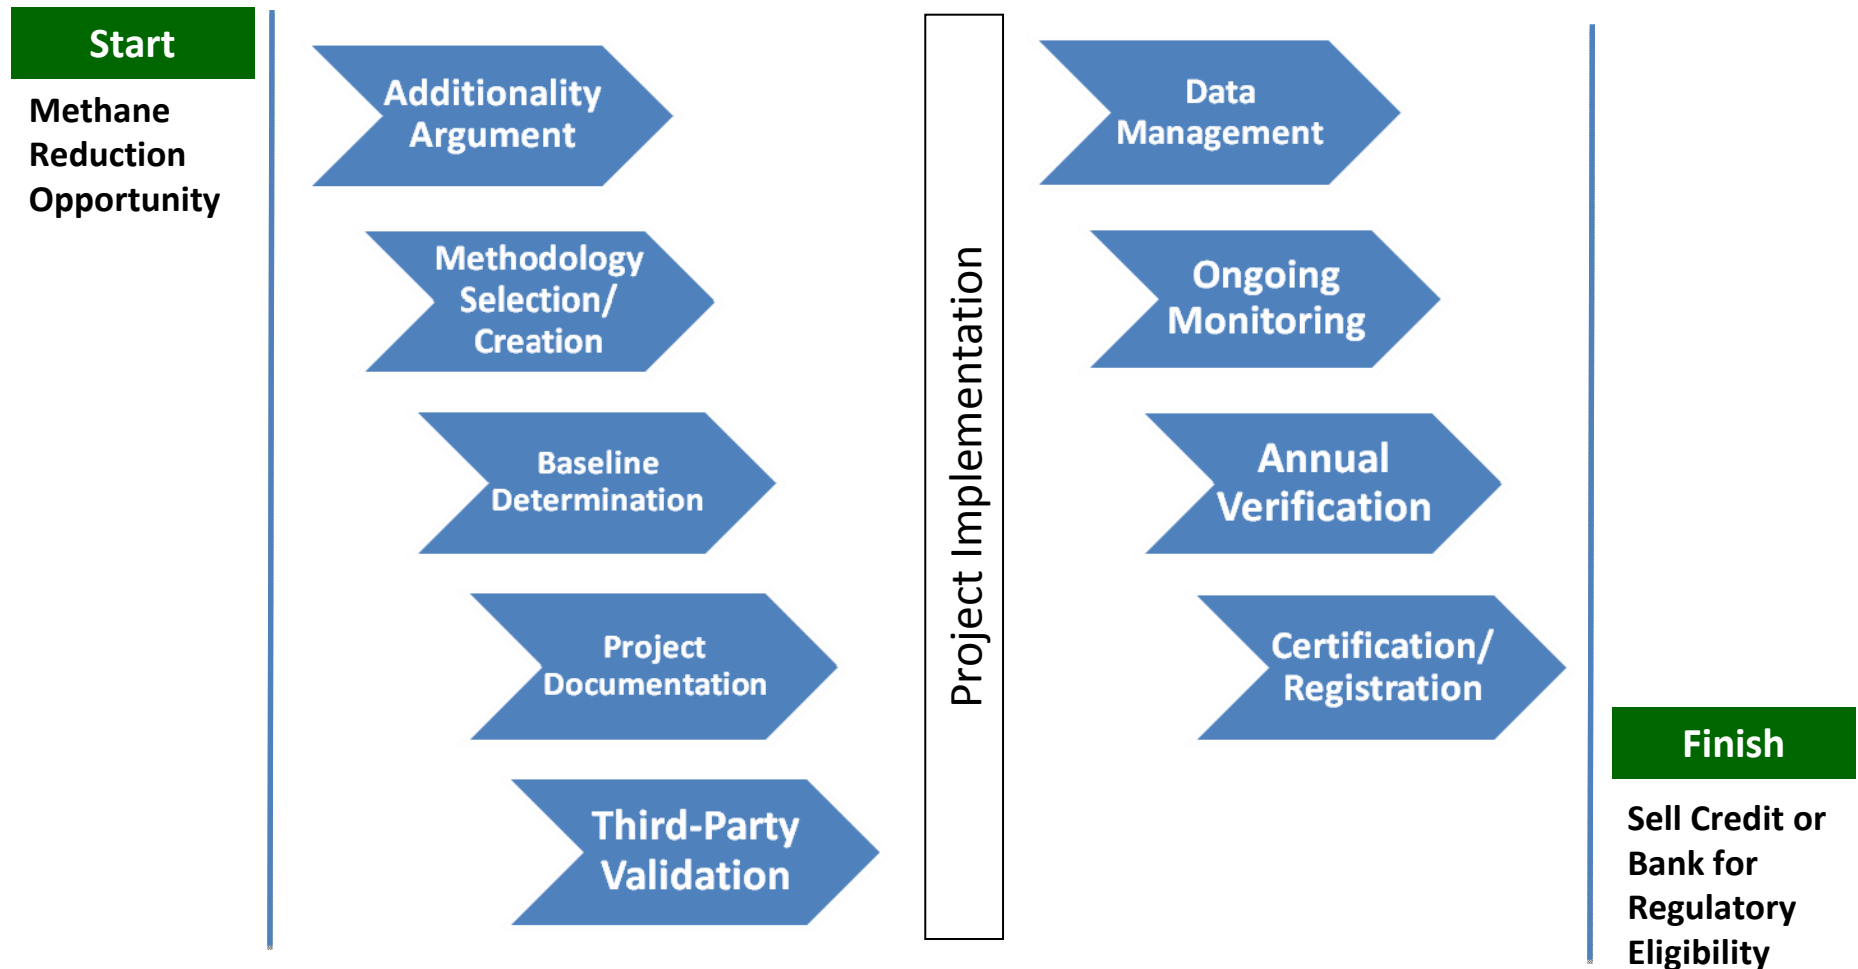 Start
Methane
Reduction
Opportunity
Additionality
Argument
Methodology
Selection/
Creation
Baseline
Determination
Project
Documentation
Third-Party
Validation
Project Implementation
Data
Management
Ongoing
Monitoring
Annual
Verification
Certification/
Registration
Finish
Sell Credit or
Bank for
Regulatory
Eligibility